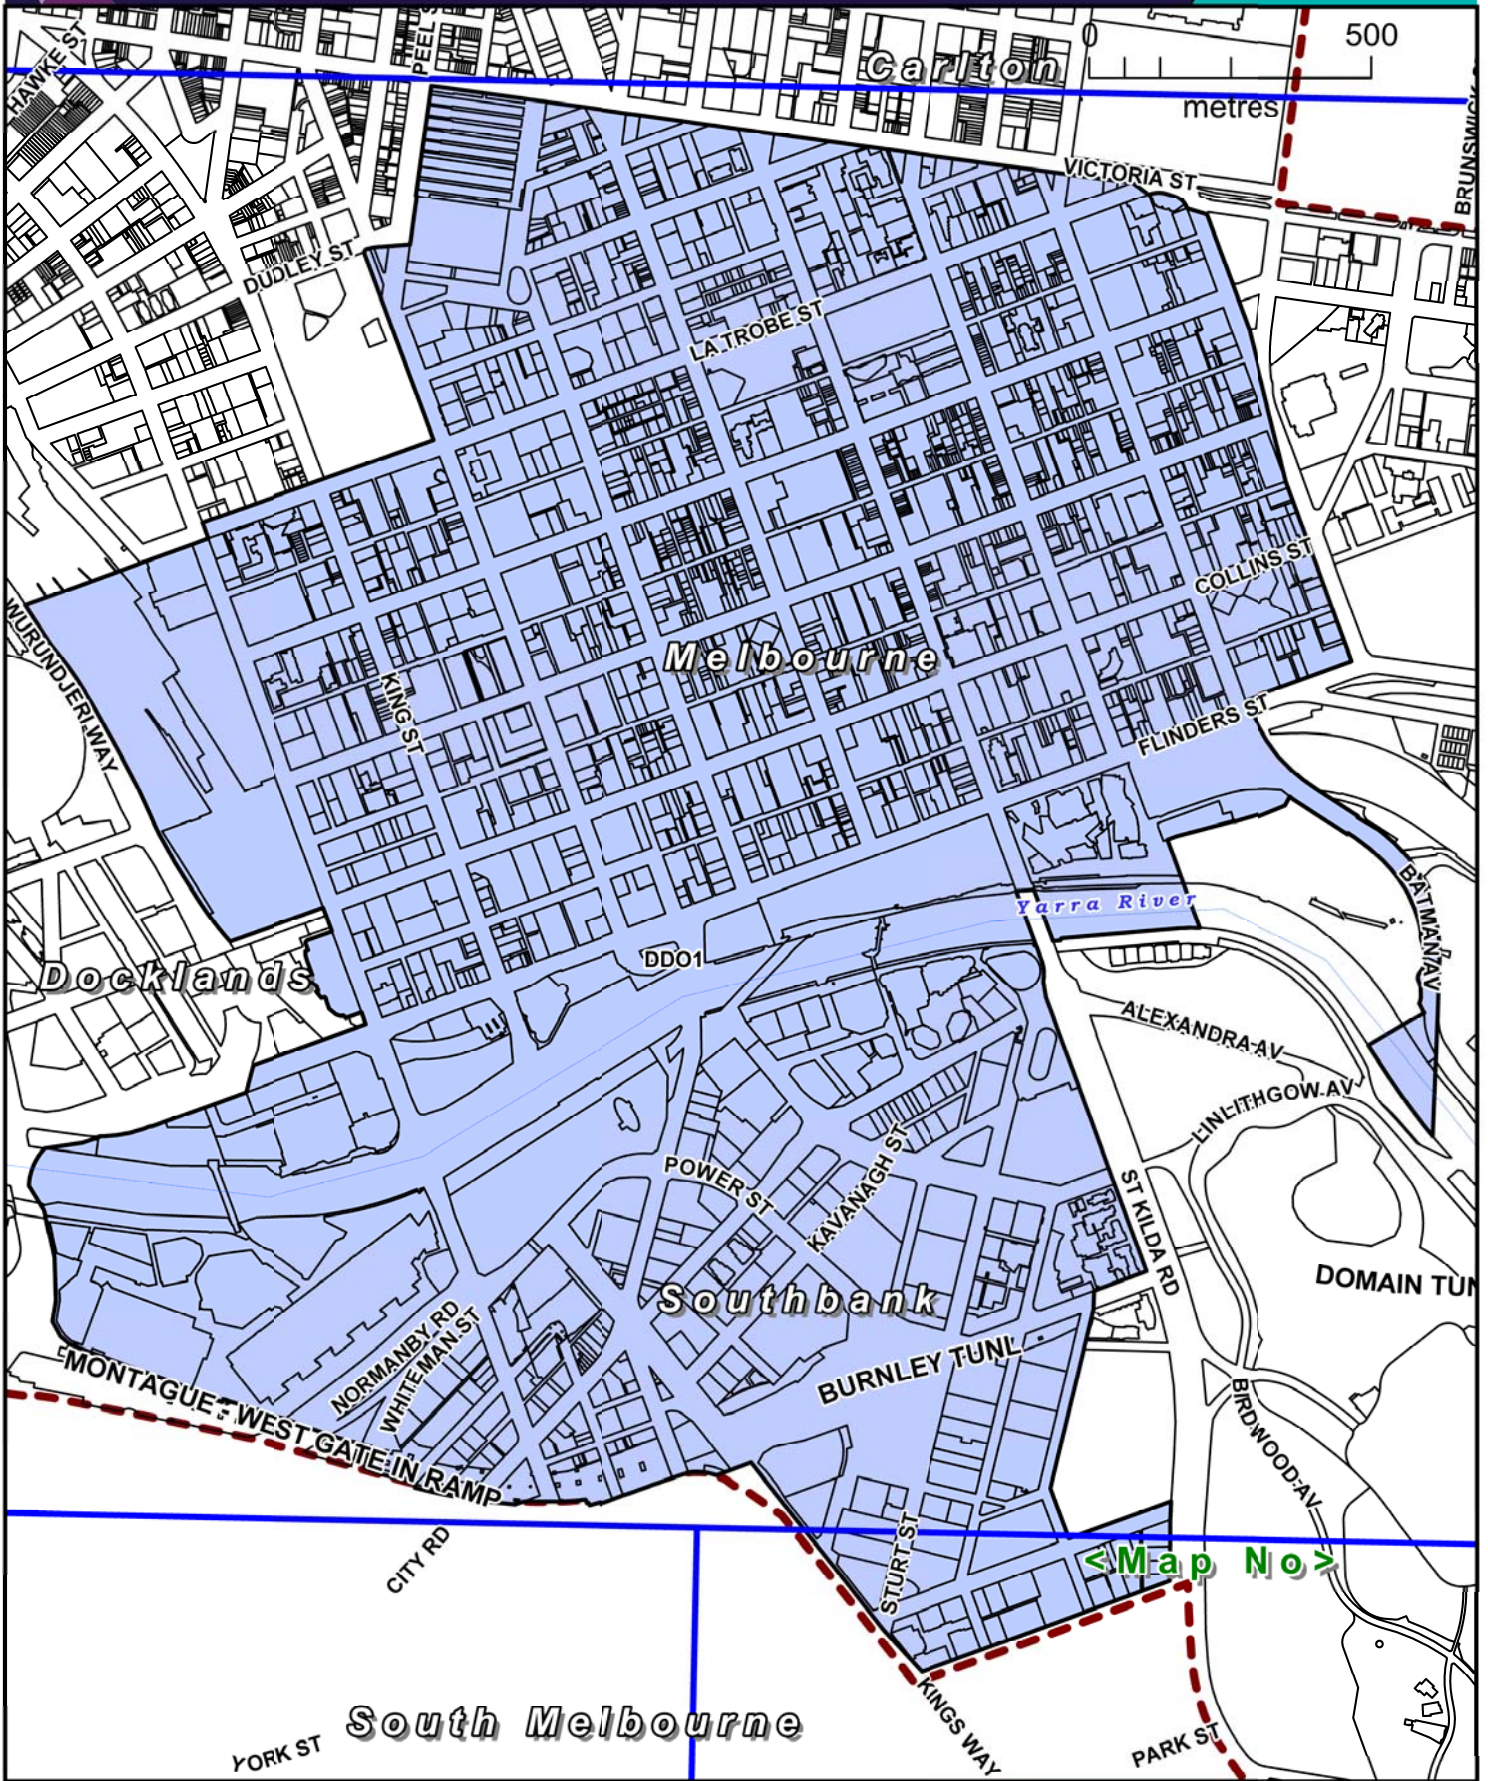 HAWKE ST
PEEL S
Carlton
0 500
metres
BRUNSWICK
VICTORIA ST
DUDLEY ST
LA TROBE ST
COLLINS ST
WURUNDJERI WAY
Melbourne
KING ST
FLINDERS ST
BATMAN AV
Yarra River
Docklands
DDO1
ALEXANDRA AV
LINLITHGOW AV
POWER ST
KAVANAGH ST
ST KILDA RD
DOMAIN TUN
Southbank
NORMANBY RD
WHITEMAN ST
BURNLEY TUNL
MONTAGUE - WEST GATE IN RAMP
BIRDWOOD AV
CITY RD
STURT ST
<Map No>
KINGS WAY
South Melbourne
YORK ST
PARK ST